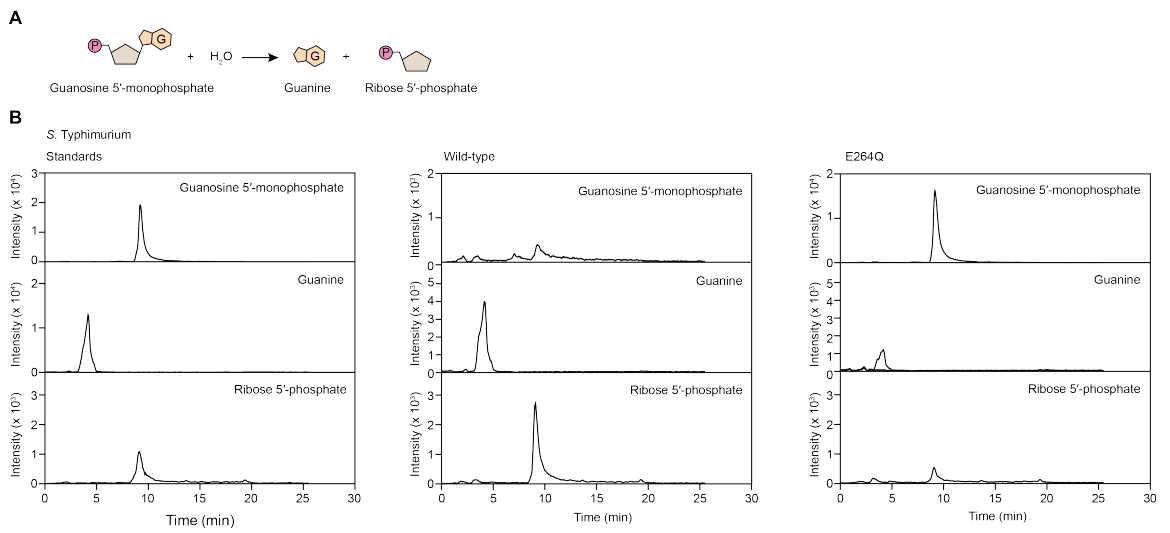 A
P G + H₂O G + P
Guanosine 5′-monophosphate Guanine Ribose 5′-phosphate
B
S. Typhimurium
Standards
Intensity (x 10⁴)
3
2
1
0
Guanosine 5′-monophosphate
Intensity (x 10⁴)
2
1
0
Guanine
Intensity (x 10³)
3
2
1
0
Ribose 5′-phosphate
0 5 10 15 20 25 30
Time (min)
Wild-type
Intensity (x 10³)
2
1
0
Guanosine 5′-monophosphate
Intensity (x 10³)
5
4
3
2
1
0
Guanine
Intensity (x 10³)
3
2
1
0
Ribose 5′-phosphate
0 5 10 15 20 25 30
Time (min)
E264Q
Intensity (x 10⁴)
2
1
0
Guanosine 5′-monophosphate
Intensity (x 10³)
5
4
3
2
1
0
Guanine
Intensity (x 10³)
3
2
1
0
Ribose 5′-phosphate
0 5 10 15 20 25 30
Time (min)